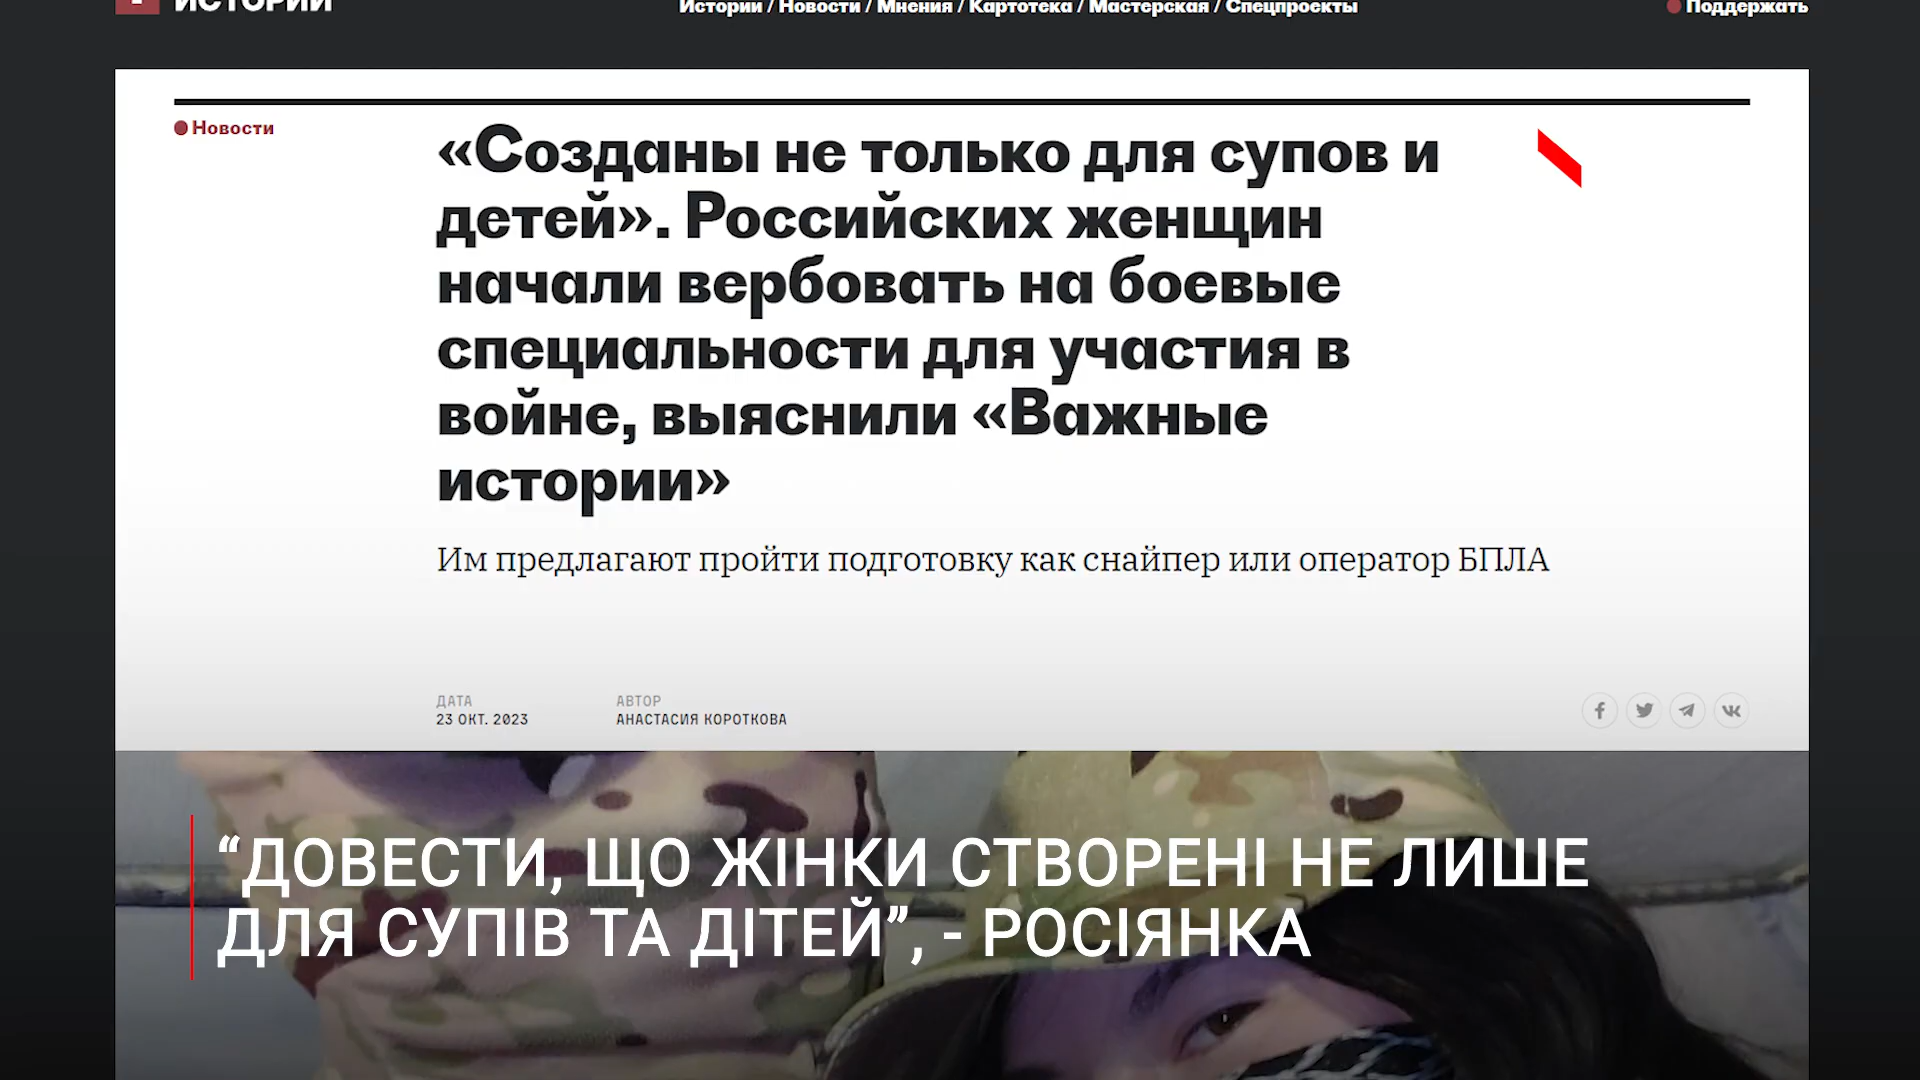 ИСТОРИИ
Истории / Новости / Мнения / Картотека / Мастерская / Спецпроекты
Поддержать
Новости
«Созданы не только для супов и
детей». Российских женщин
начали вербовать на боевые
специальности для участия в
войне, выяснили «Важные
истории»
Им предлагают пройти подготовку как снайпер или оператор БПЛА
ДАТА
23 ОКТ. 2023
АВТОР
АНАСТАСИЯ КОРОТКОВА
“ДОВЕСТИ, ЩО ЖІНКИ СТВОРЕНІ НЕ ЛИШЕ
ДЛЯ СУПІВ ТА ДІТЕЙ”, - РОСІЯНКА